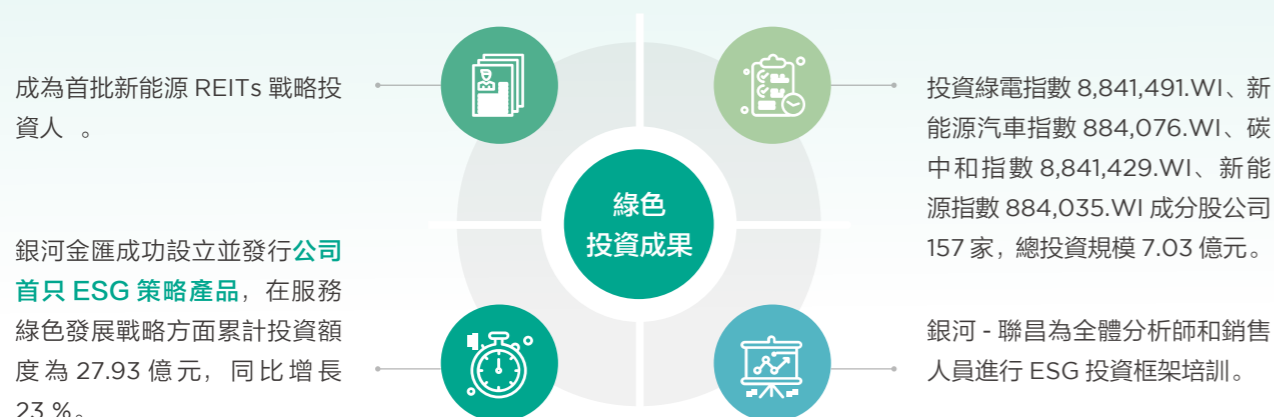 成為首批新能源 REITs 戰略投
資人 。
銀河金匯成功設立並發行公司
首只 ESG 策略產品，在服務
綠色發展戰略方面累計投資額
度為 27.93 億元，同比增長
23 %。
綠色
投資成果
投資綠電指數 8,841,491.WI、新
能源汽車指數 884,076.WI、碳
中和指數 8,841,429.WI、新能
源指數 884,035.WI 成分股公司
157 家，總投資規模 7.03 億元。
銀河 - 聯昌為全體分析師和銷售
人員進行 ESG 投資框架培訓。